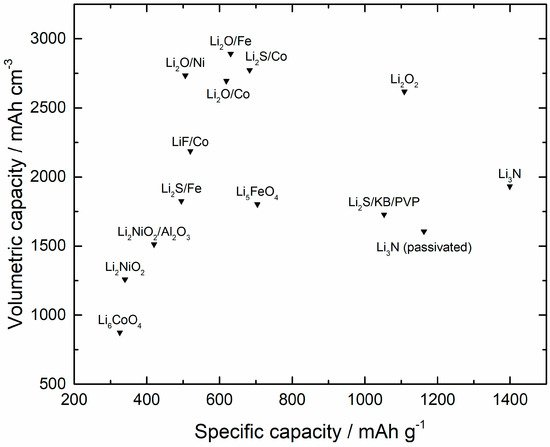 3000
2500
2000
1500
1000
500
Volumetric capacity / mAh cm⁻³
Li₂O/Fe
Li₂S/Co
Li₂O/Ni
Li₂O₂
Li₂O/Co
LiF/Co
Li₃N
Li₂S/Fe
Li₅FeO₄
Li₂S/KB/PVP
Li₂NiO₂/Al₂O₃
Li₃N (passivated)
Li₂NiO₂
Li₆CoO₄
200 400 600 800 1000 1200 1400
Specific capacity / mAh g⁻¹